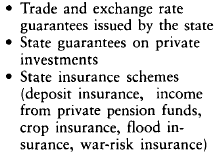 • Trade and exchange rate
guarantees issued by the state
• State guarantees on private
investments
• State insurance schemes
(deposit insurance, income
from private pension funds,
crop insurance, flood in-
surance, war-risk insurance)